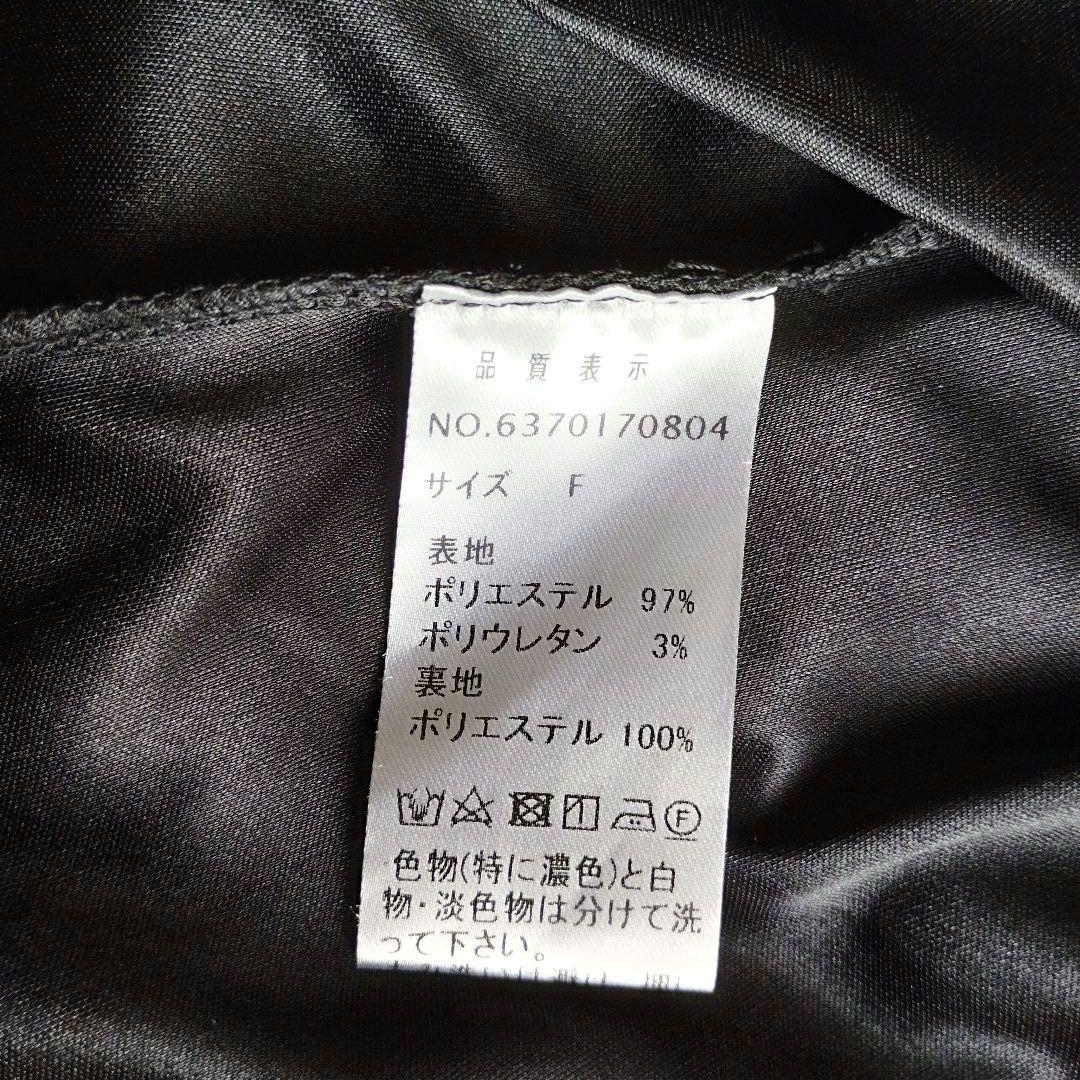 品質表示
NO.6370170804
サイズ F
表地
ポリエステル 97%
ポリウレタン 3%
裏地
ポリエステル 100%
F
色物(特に濃色)と白
物・淡色物は分けて洗
って下さい。